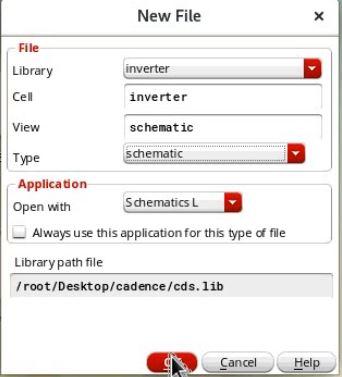 New File
File
Library inverter
Cell inverter
View schematic
Type schematic
Application
Open with Schematics L
Always use this application for this type of file
Library path file
/root/Desktop/cadence/cds.lib
Cancel Help